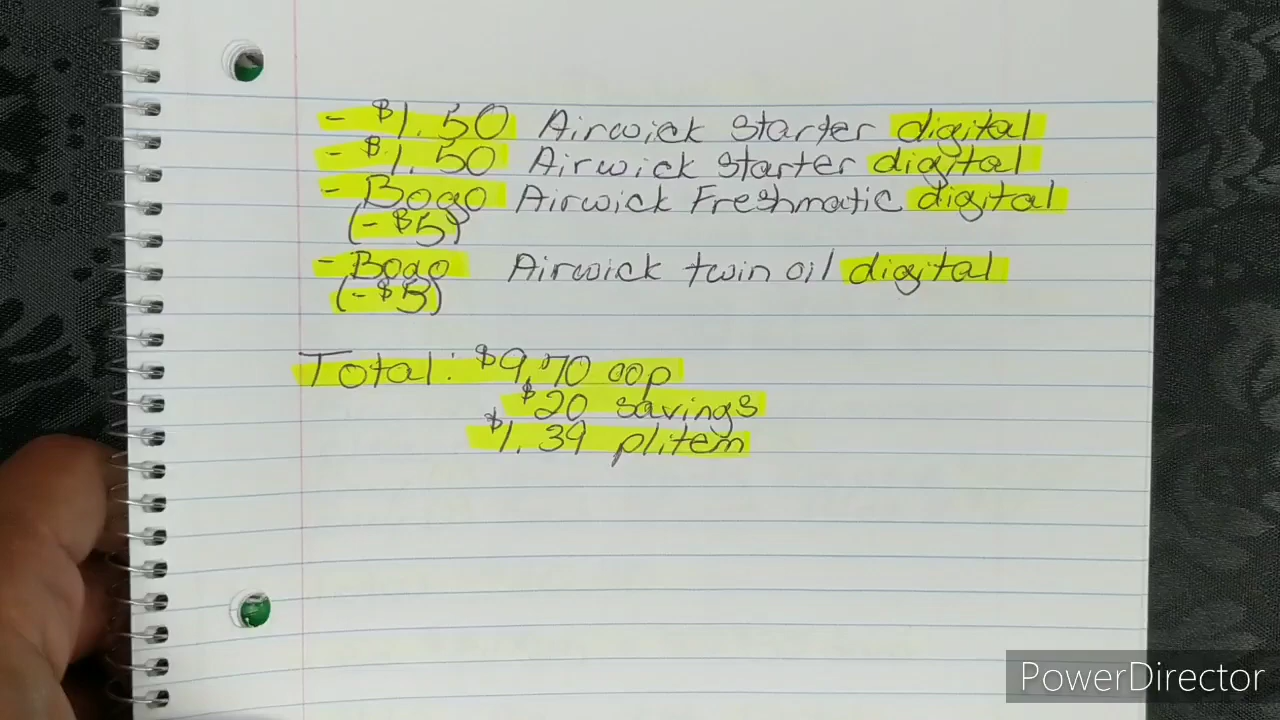 - $1.50 Airwick Starter digital
- $1.50 Airwick Starter digital
- Bogo Airwick Freshmatic digital
(-$5)
- Bogo Airwick twin oil digital
(-$5)
Total: $9.70 oop
$20 savings
$1.39 p/item
PowerDirector